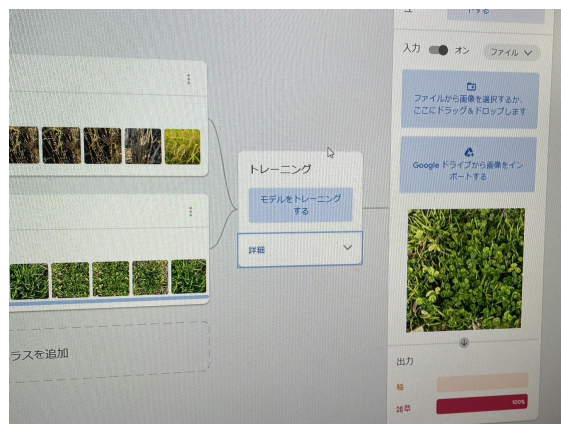 ドする
入力
オン
ファイル
ファイルから画像を選択するか、
ここにドラッグ＆ドロップします
トレーニング
Google ドライブから画像をイン
ポートする
モデルをトレーニング
する
詳細
ラスを追加
出力
稲
雑草
100%